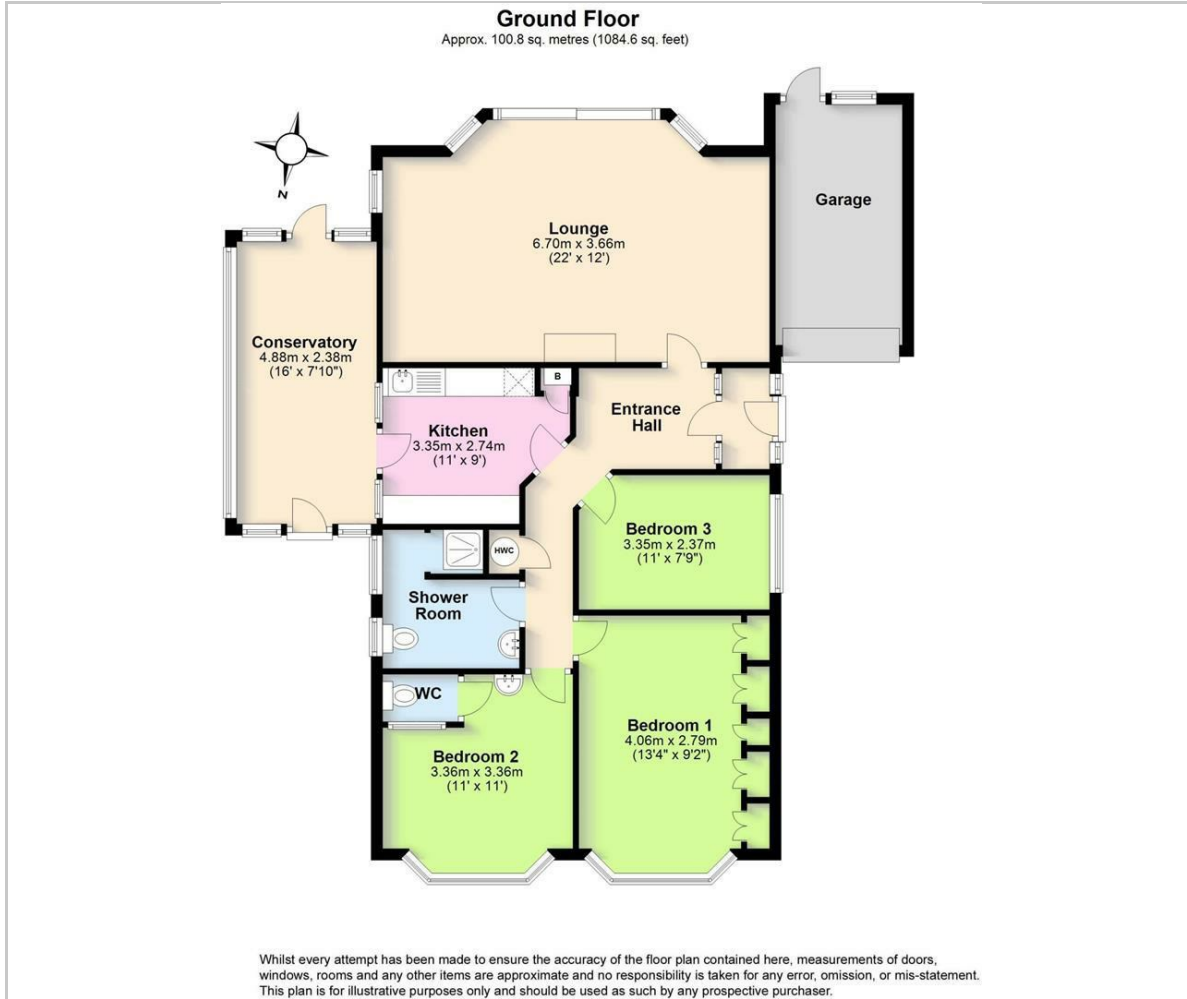 Ground Floor
Approx. 100.8 sq. metres (1084.6 sq. feet)
N
Garage
Lounge
6.70m x 3.66m
(22' x 12')
Conservatory
4.88m x 2.38m
(16' x 7'10")
B
Kitchen
3.35m x 2.74m
(11' x 9')
Entrance
Hall
Bedroom 3
3.35m x 2.37m
(11' x 7'9")
HWC
Shower
Room
WC
Bedroom 2
3.36m x 3.36m
(11' x 11')
Bedroom 1
4.06m x 2.79m
(13'4" x 9'2")
Whilst every attempt has been made to ensure the accuracy of the floor plan contained here, measurements of doors,
windows, rooms and any other items are approximate and no responsibility is taken for any error, omission, or mis-statement.
This plan is for illustrative purposes only and should be used as such by any prospective purchaser.